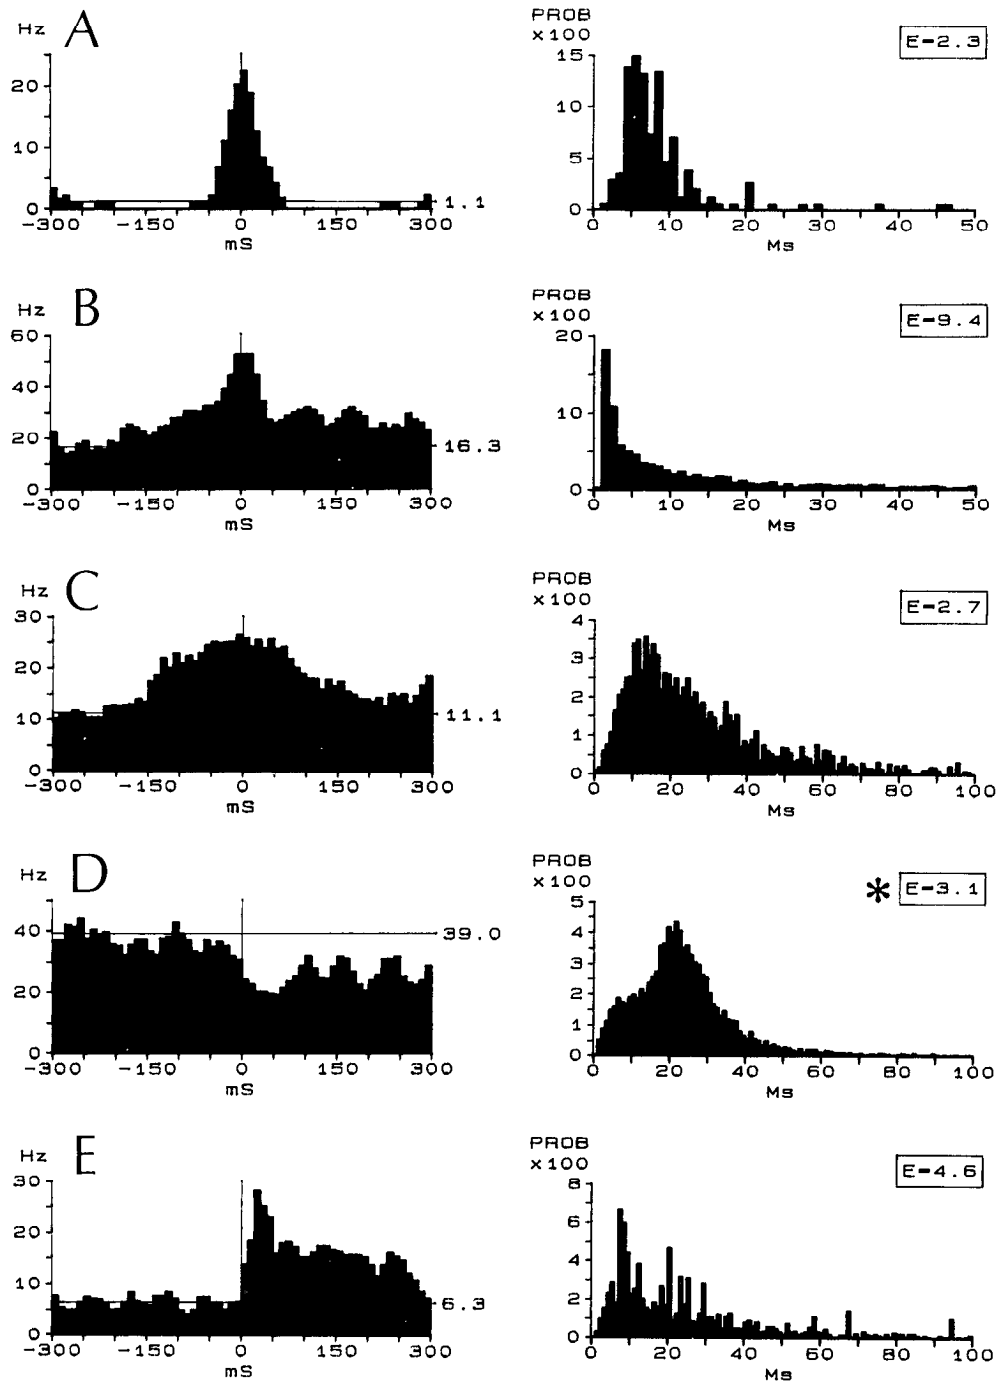 A
Hz
20
10
0
-300 -150 0 150 300
mS
1.1
PROB
x100
E=2.3
15
10
5
0
0 10 20 30 40 50
Ms
B
Hz
60
40
20
0
-300 -150 0 150 300
mS
16.3
PROB
x100
E=9.4
20
10
0
0 10 20 30 40 50
Ms
C
Hz
30
20
10
0
-300 -150 0 150 300
mS
11.1
PROB
x100
E=2.7
4
3
2
1
0
0 20 40 60 80 100
Ms
D
Hz
40
20
0
-300 -150 0 150 300
mS
39.0
PROB
x100
* E=3.1
5
4
3
2
1
0
0 20 40 60 80 100
Ms
E
Hz
30
20
10
0
-300 -150 0 150 300
mS
6.3
PROB
x100
E=4.6
8
6
4
2
0
0 20 40 60 80 100
Ms